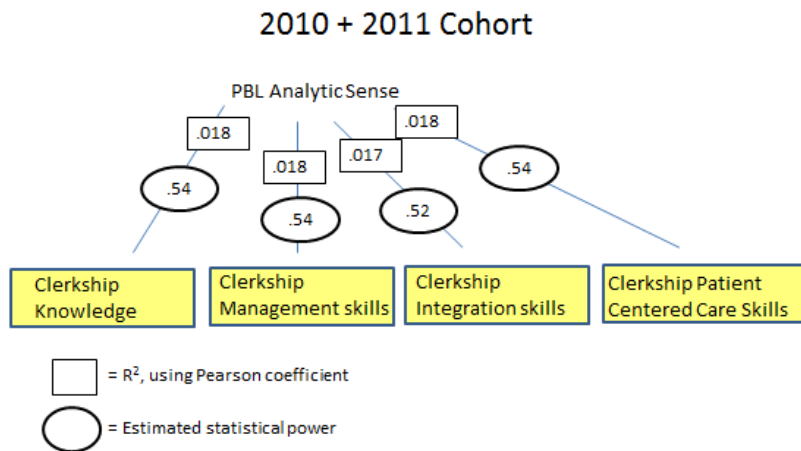 2010 + 2011 Cohort
PBL Analytic Sense
.018
.018
.017
.018
.54
.54
.52
.54
Clerkship
Knowledge
Clerkship
Management skills
Clerkship
Integration skills
Clerkship Patient
Centered Care Skills
= R², using Pearson coefficient
= Estimated statistical power